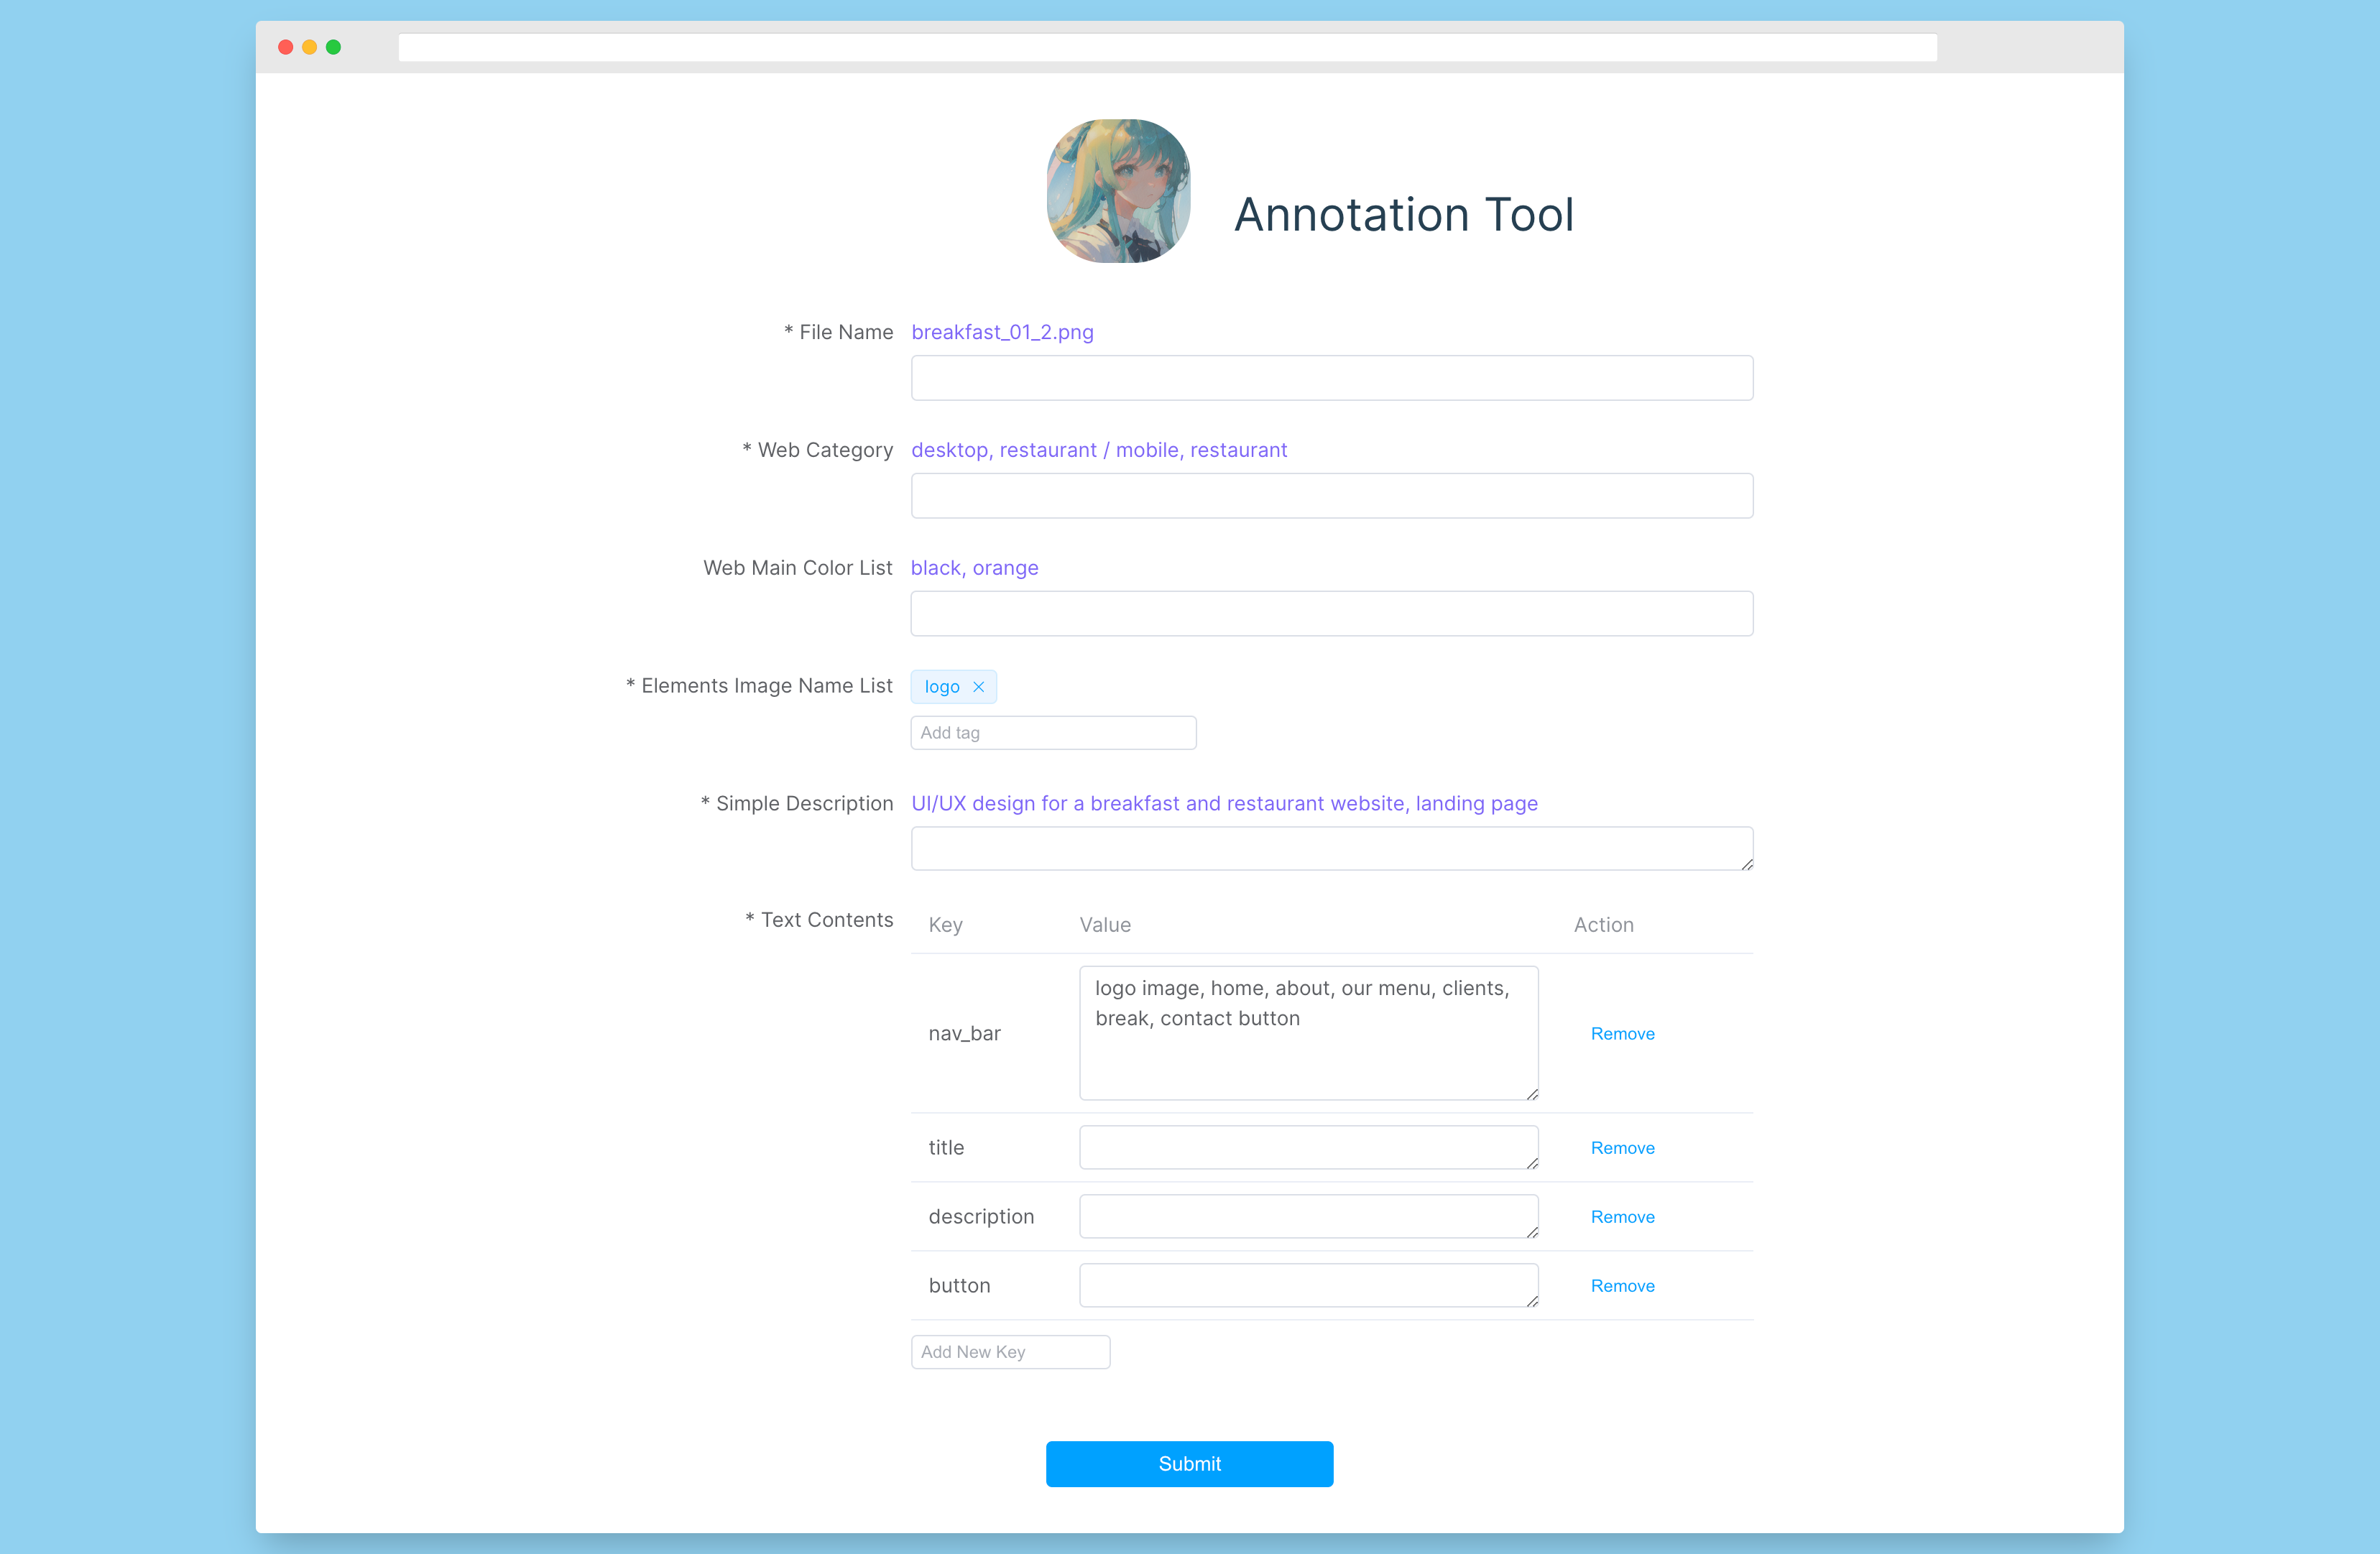 Annotation Tool
* File Name
breakfast_01_2.png
* Web Category
desktop, restaurant / mobile, restaurant
Web Main Color List
black, orange
* Elements Image Name List
logo
Add tag
* Simple Description
UI/UX design for a breakfast and restaurant website, landing page
* Text Contents
Key Value Action
nav_bar
logo image, home, about, our menu, clients,
break, contact button
Remove
title
Remove
description
Remove
button
Remove
Add New Key
Submit